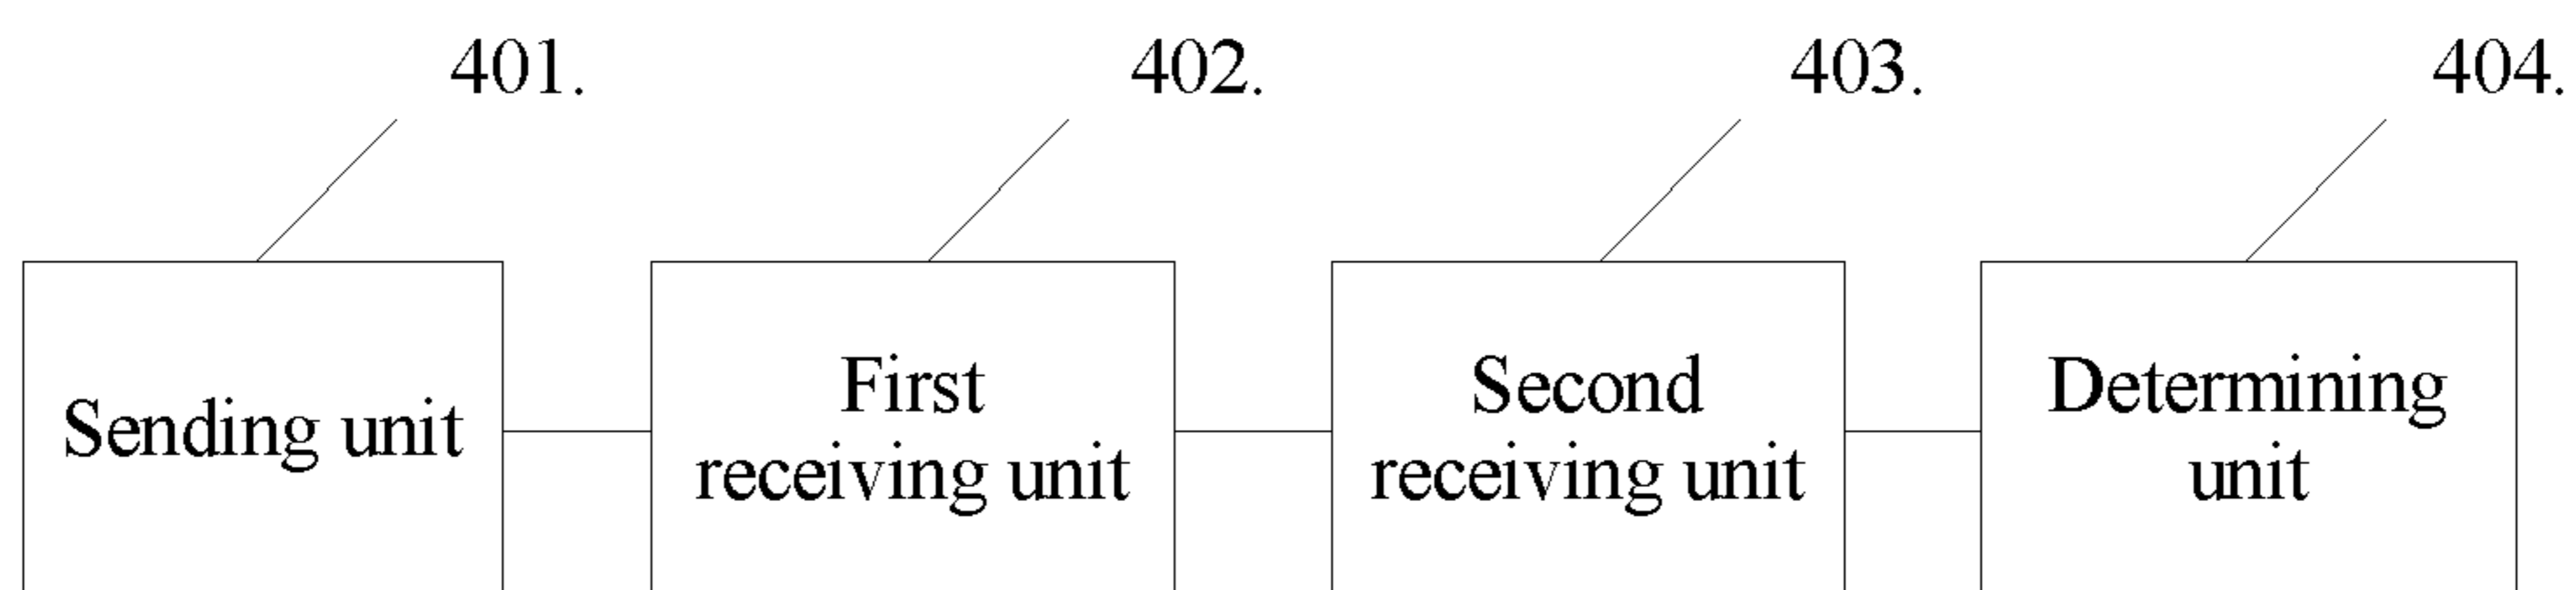 401.
402.
403.
404.
Sending unit
First
receiving unit
Second
receiving unit
Determining
unit